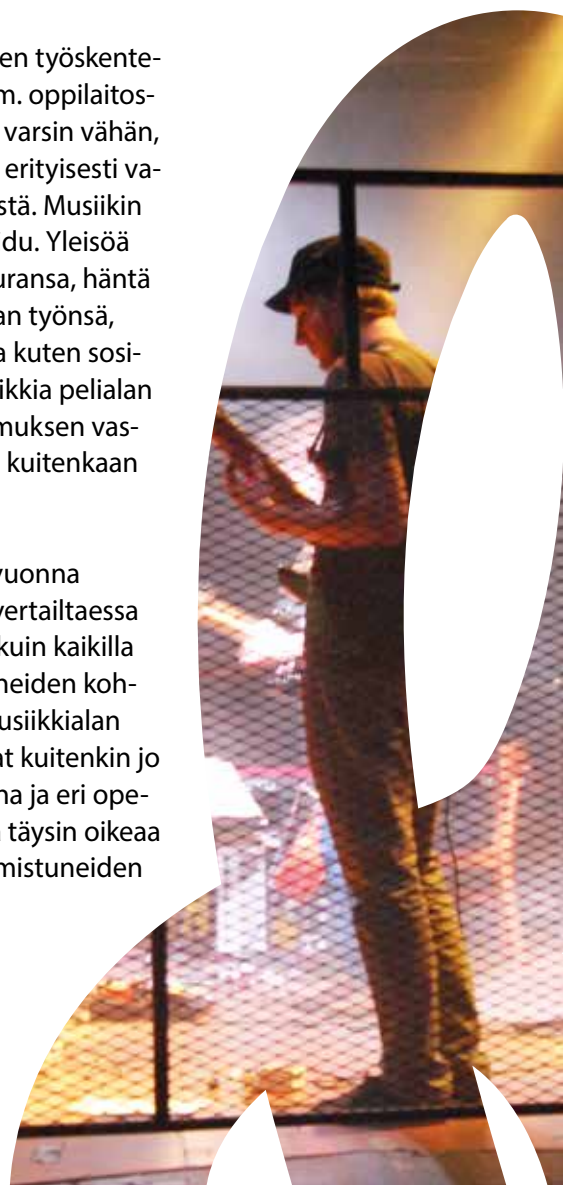 en työskente-
m. oppilaitos-
varsin vähän,
erityisesti va-
stä. Musiikin
du. Yleisöä
uransa, häntä
an työnsä,
a kuten sosi-
ikkia pelialan
muksen vas-
kuitenkaan
vuonna
vertailtaessa
kuin kaikilla
neiden koh-
usiikkialan
at kuitenkin jo
na ja eri ope-
täysin oikeaa
mistuneiden